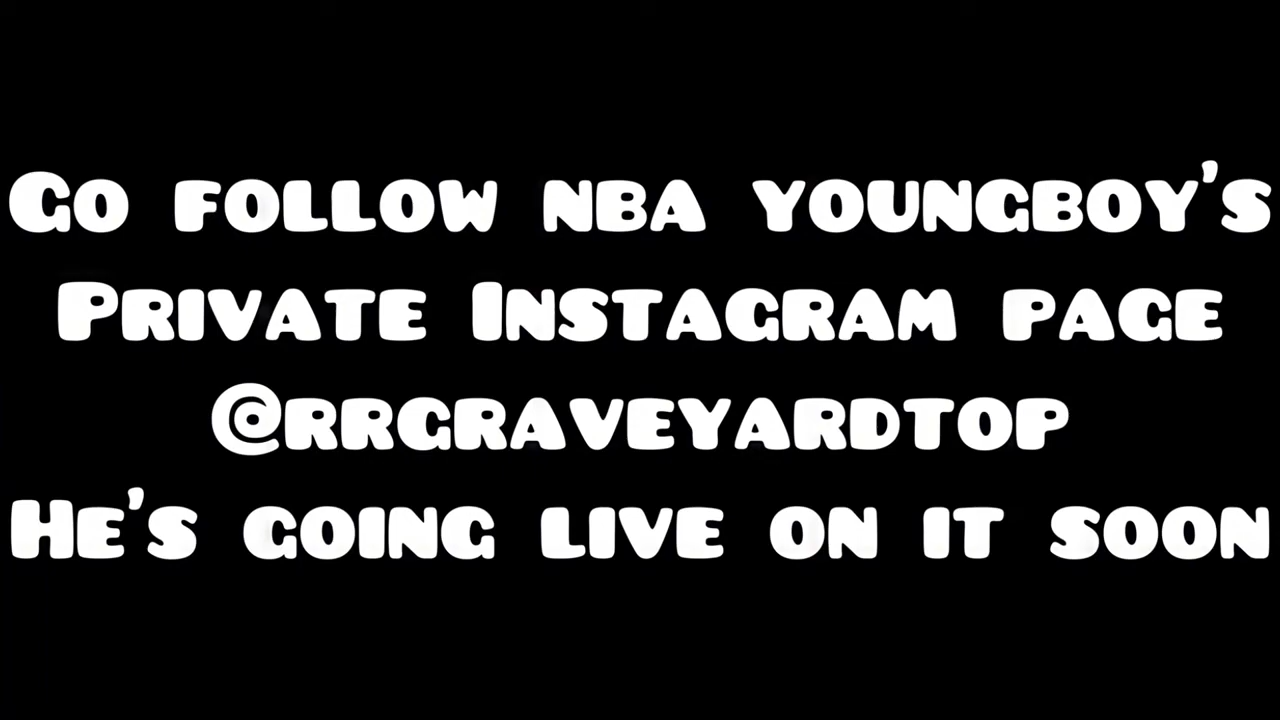 Go follow nba youngboy's
Private Instagram page
@rrgraveyardtop
He's going live on it soon